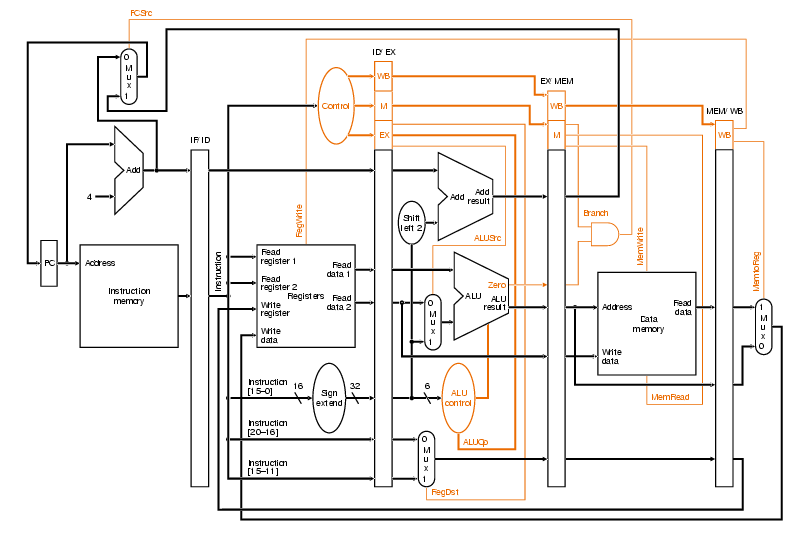 PCSrc
ID/EX
0
M
u
x
1
WB
EX/MEM
Control
M
WB
MEM/WB
IF/ID
EX
M
WB
Add
Add
Add
result
4
RegWrite
Shift
left 2
Branch
ALUSrc
MemWrite
MemtoReg
PC
Address
Instruction
memory
Instruction
Read
register 1
Read
register 2
Registers
Write
register
Write
data
Read
data 1
Read
data 2
0
M
u
x
1
Zero
ALU
ALU
result
Address
Read
data
Data
memory
Write
data
1
M
u
x
0
Instruction
[15–0]
16
Sign
extend
32
6
ALU
control
MemRead
Instruction
[20–16]
Instruction
[15–11]
0
M
u
x
1
ALUOp
RegDst